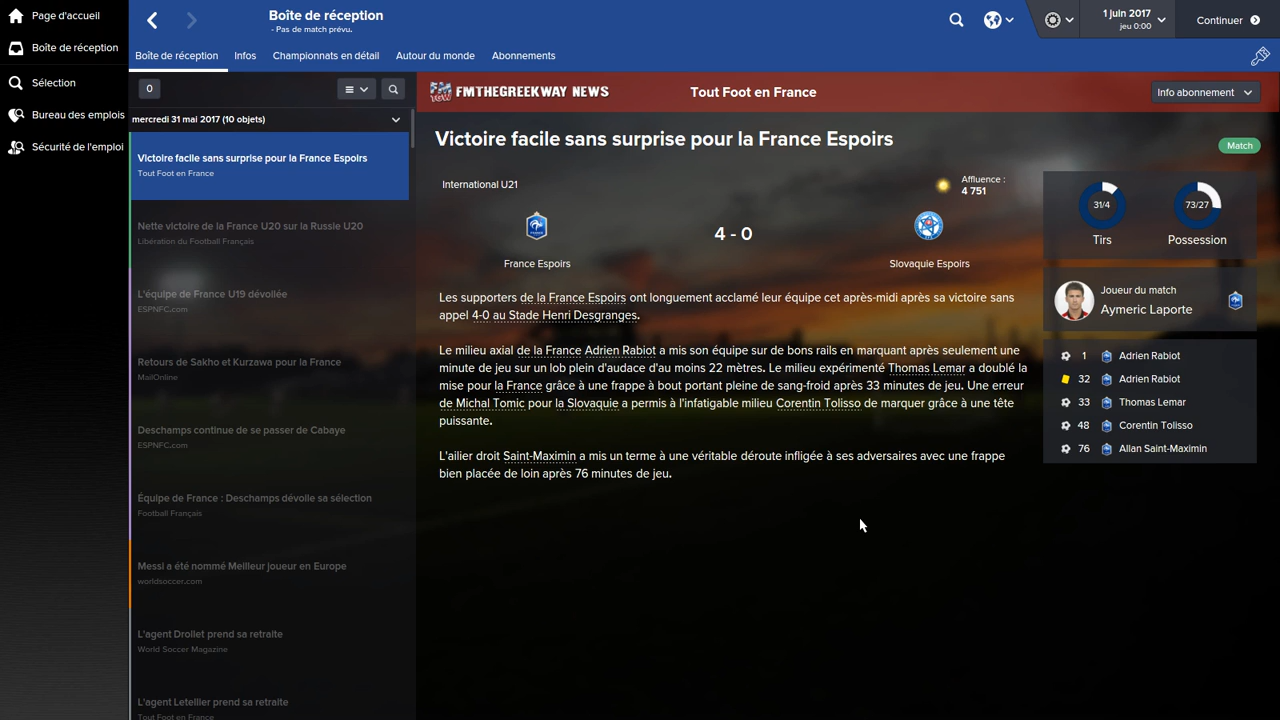 Page d'accueil
Boîte de réception
Sélection
Bureau des emplois
Sécurité de l'emploi
Boîte de réception
- Pas de match prévu.
1 juin 2017
jeu 0:00
Continuer
Boîte de réception
Infos
Championnats en détail
Autour du monde
Abonnements
0
mercredi 31 mai 2017 (10 objets)
Victoire facile sans surprise pour la France Espoirs
Tout Foot en France
Nette victoire de la France U20 sur la Russie U20
Libération du Football Français
L'équipe de France U19 dévoilée
ESPNFC.com
Retours de Sakho et Kurzawa pour la France
MailOnline
Deschamps continue de se passer de Cabaye
ESPNFC.com
Équipe de France : Deschamps dévoile sa sélection
Football Français
Messi a été nommé Meilleur joueur en Europe
worldsoccer.com
L'agent Drollet prend sa retraite
World Soccer Magazine
L'agent Letellier prend sa retraite
Tout Foot en France
FMTHEGREEKWAY NEWS
Tout Foot en France
Info abonnement
Victoire facile sans surprise pour la France Espoirs
Match
International U21
Affluence :
4 751
4 - 0
France Espoirs
Slovaquie Espoirs
Les supporters de la France Espoirs ont longuement acclamé leur équipe cet après-midi après sa victoire sans
appel 4-0 au Stade Henri Desgranges.
Le milieu axial de la France Adrien Rabiot a mis son équipe sur de bons rails en marquant après seulement une
minute de jeu sur un lob plein d'audace d'au moins 22 mètres. Le milieu expérimenté Thomas Lemar a doublé la
mise pour la France grâce à une frappe à bout portant pleine de sang-froid après 33 minutes de jeu. Une erreur
de Michal Tomic pour la Slovaquie a permis à l'infatigable milieu Corentin Tolisso de marquer grâce à une tête
puissante.
L'ailier droit Saint-Maximin a mis un terme à une véritable déroute infligée à ses adversaires avec une frappe
bien placée de loin après 76 minutes de jeu.
31/4
Tirs
73/27
Possession
Joueur du match
Aymeric Laporte
1 Adrien Rabiot
32 Adrien Rabiot
33 Thomas Lemar
48 Corentin Tolisso
76 Allan Saint-Maximin